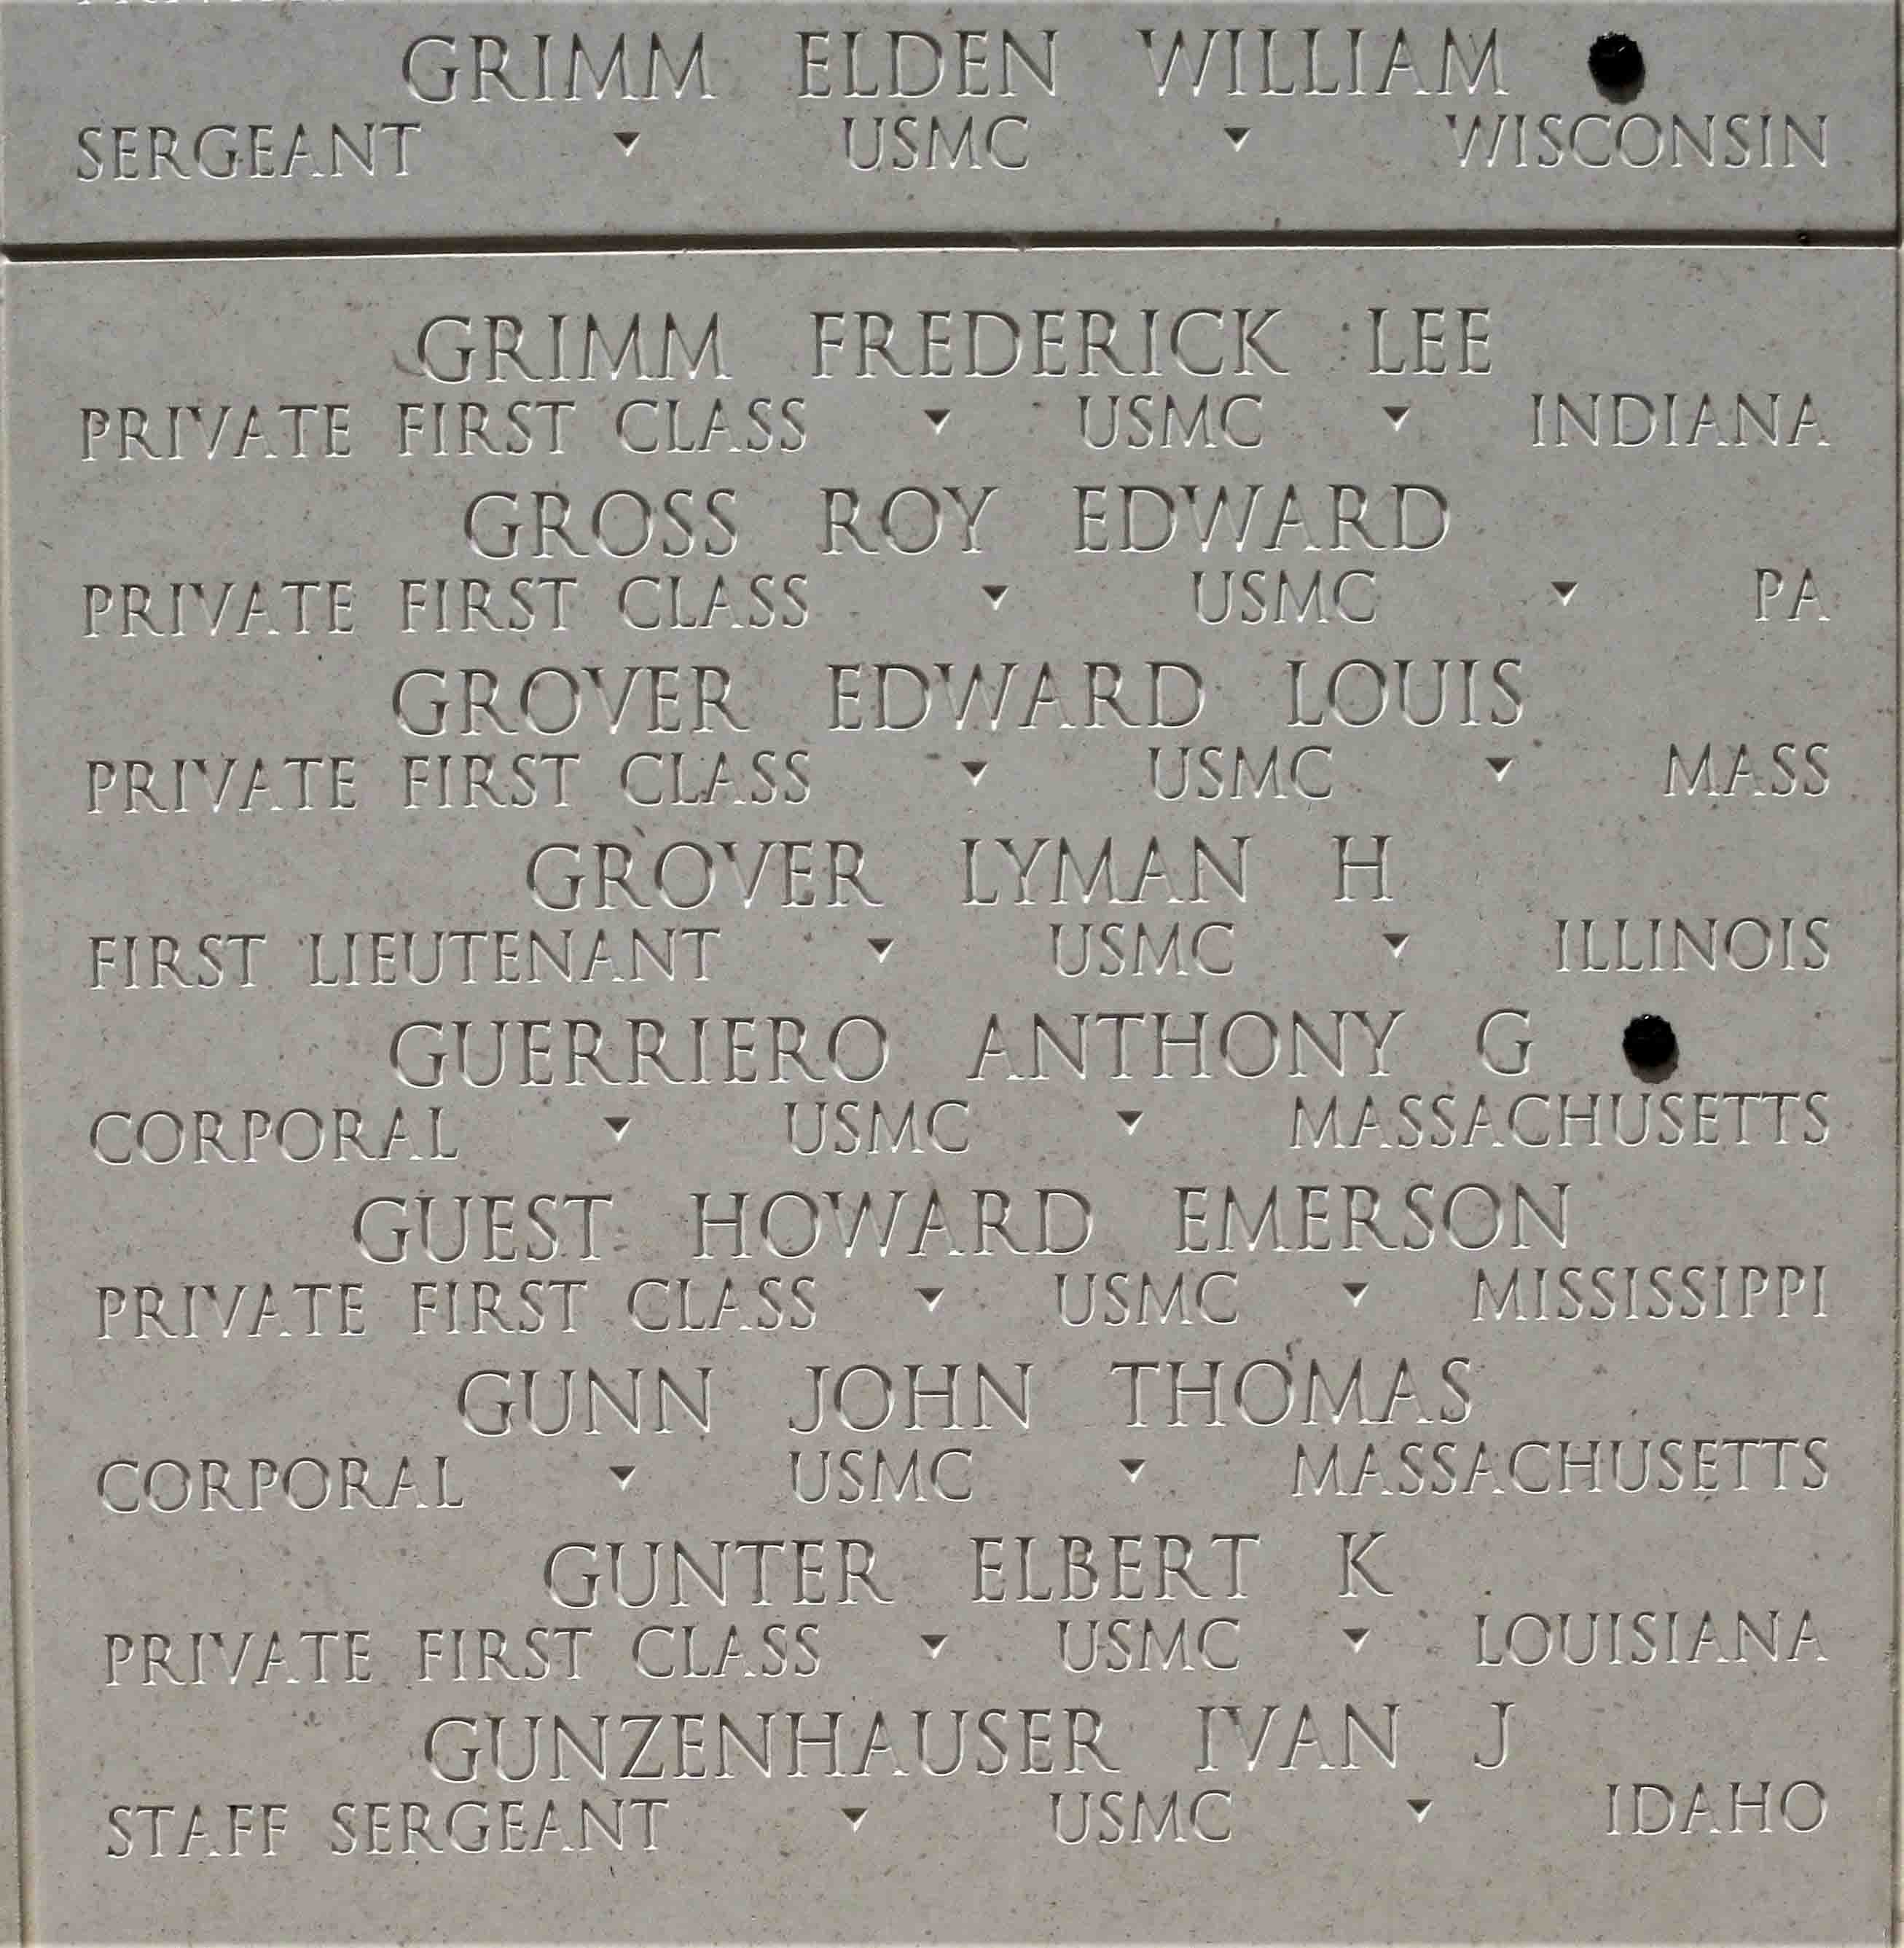 GRIMM ELDEN WILLIAM
SERGEANT ▾ USMC ▾ WISCONSIN
GRIMM FREDERICK LEE
PRIVATE FIRST CLASS ▾ USMC ▾ INDIANA
GROSS ROY EDWARD
PRIVATE FIRST CLASS ▾ USMC ▾ PA
GROVER EDWARD LOUIS
PRIVATE FIRST CLASS ▾ USMC ▾ MASS
GROVER LYMAN H
FIRST LIEUTENANT ▾ USMC ▾ ILLINOIS
GUERRIERO ANTHONY G
CORPORAL ▾ USMC ▾ MASSACHUSETTS
GUEST HOWARD EMERSON
PRIVATE FIRST CLASS ▾ USMC ▾ MISSISSIPPI
GUNN JOHN THOMAS
CORPORAL ▾ USMC ▾ MASSACHUSETTS
GUNTER ELBERT K
PRIVATE FIRST CLASS ▾ USMC ▾ LOUISIANA
GUNZENHAUSER IVAN J
STAFF SERGEANT ▾ USMC ▾ IDAHO